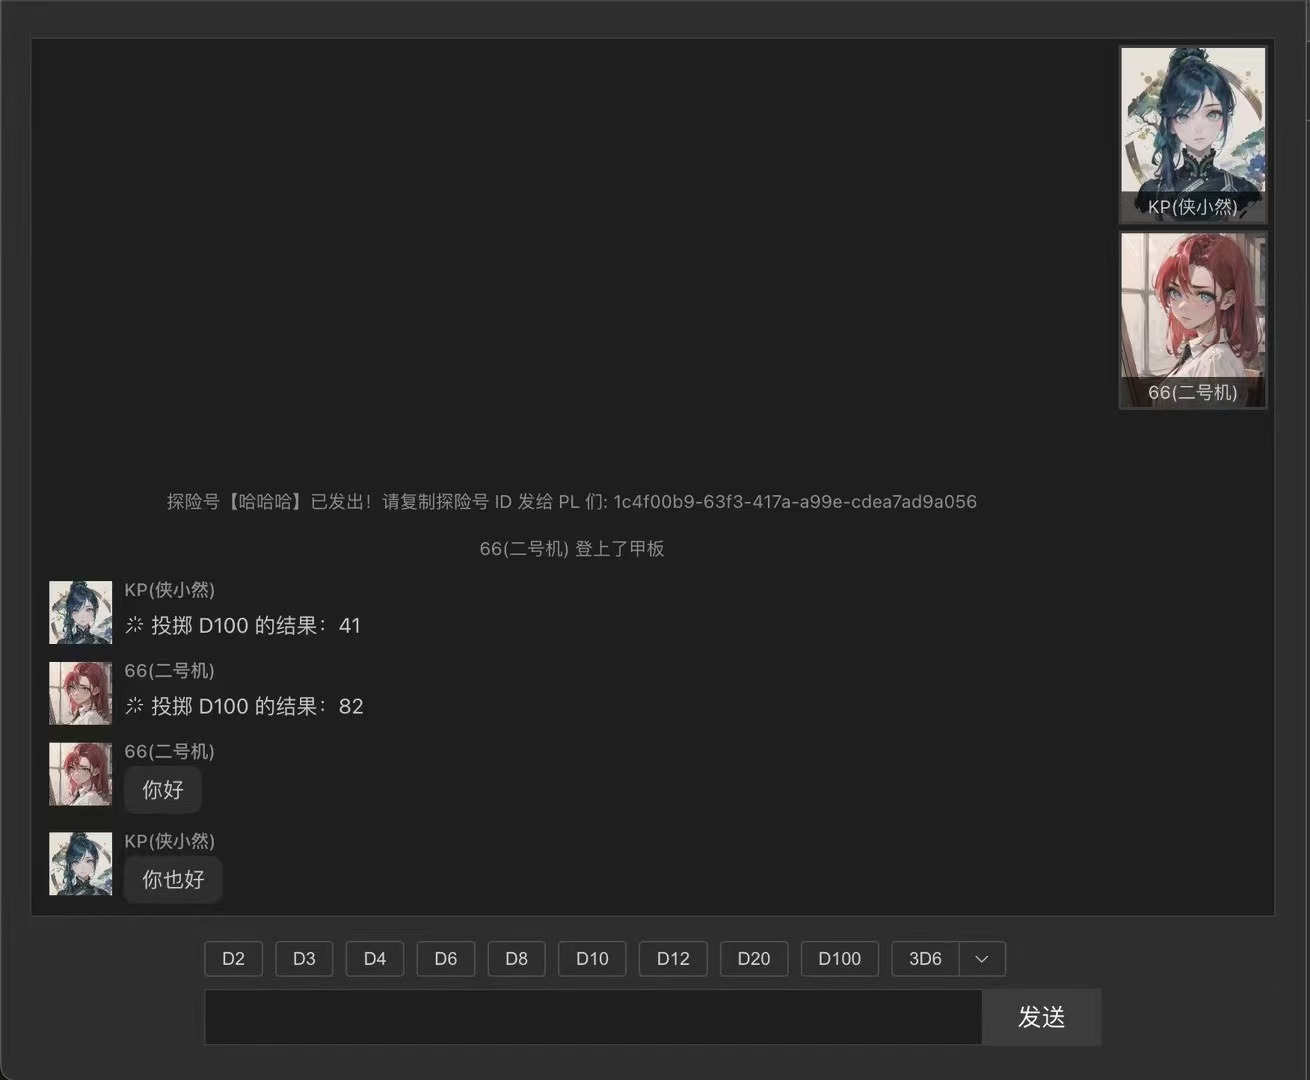 KP(侠小然)
66(二号机)
探险号【哈哈哈】已发出！请复制探险号 ID 发给 PL 们: 1c4f00b9-63f3-417a-a99e-cdea7ad9a056
66(二号机) 登上了甲板
KP(侠小然)
投掷 D100 的结果：41
66(二号机)
投掷 D100 的结果：82
66(二号机)
你好
KP(侠小然)
你也好
D2 D3 D4 D6 D8 D10 D12 D20 D100 3D6
发送